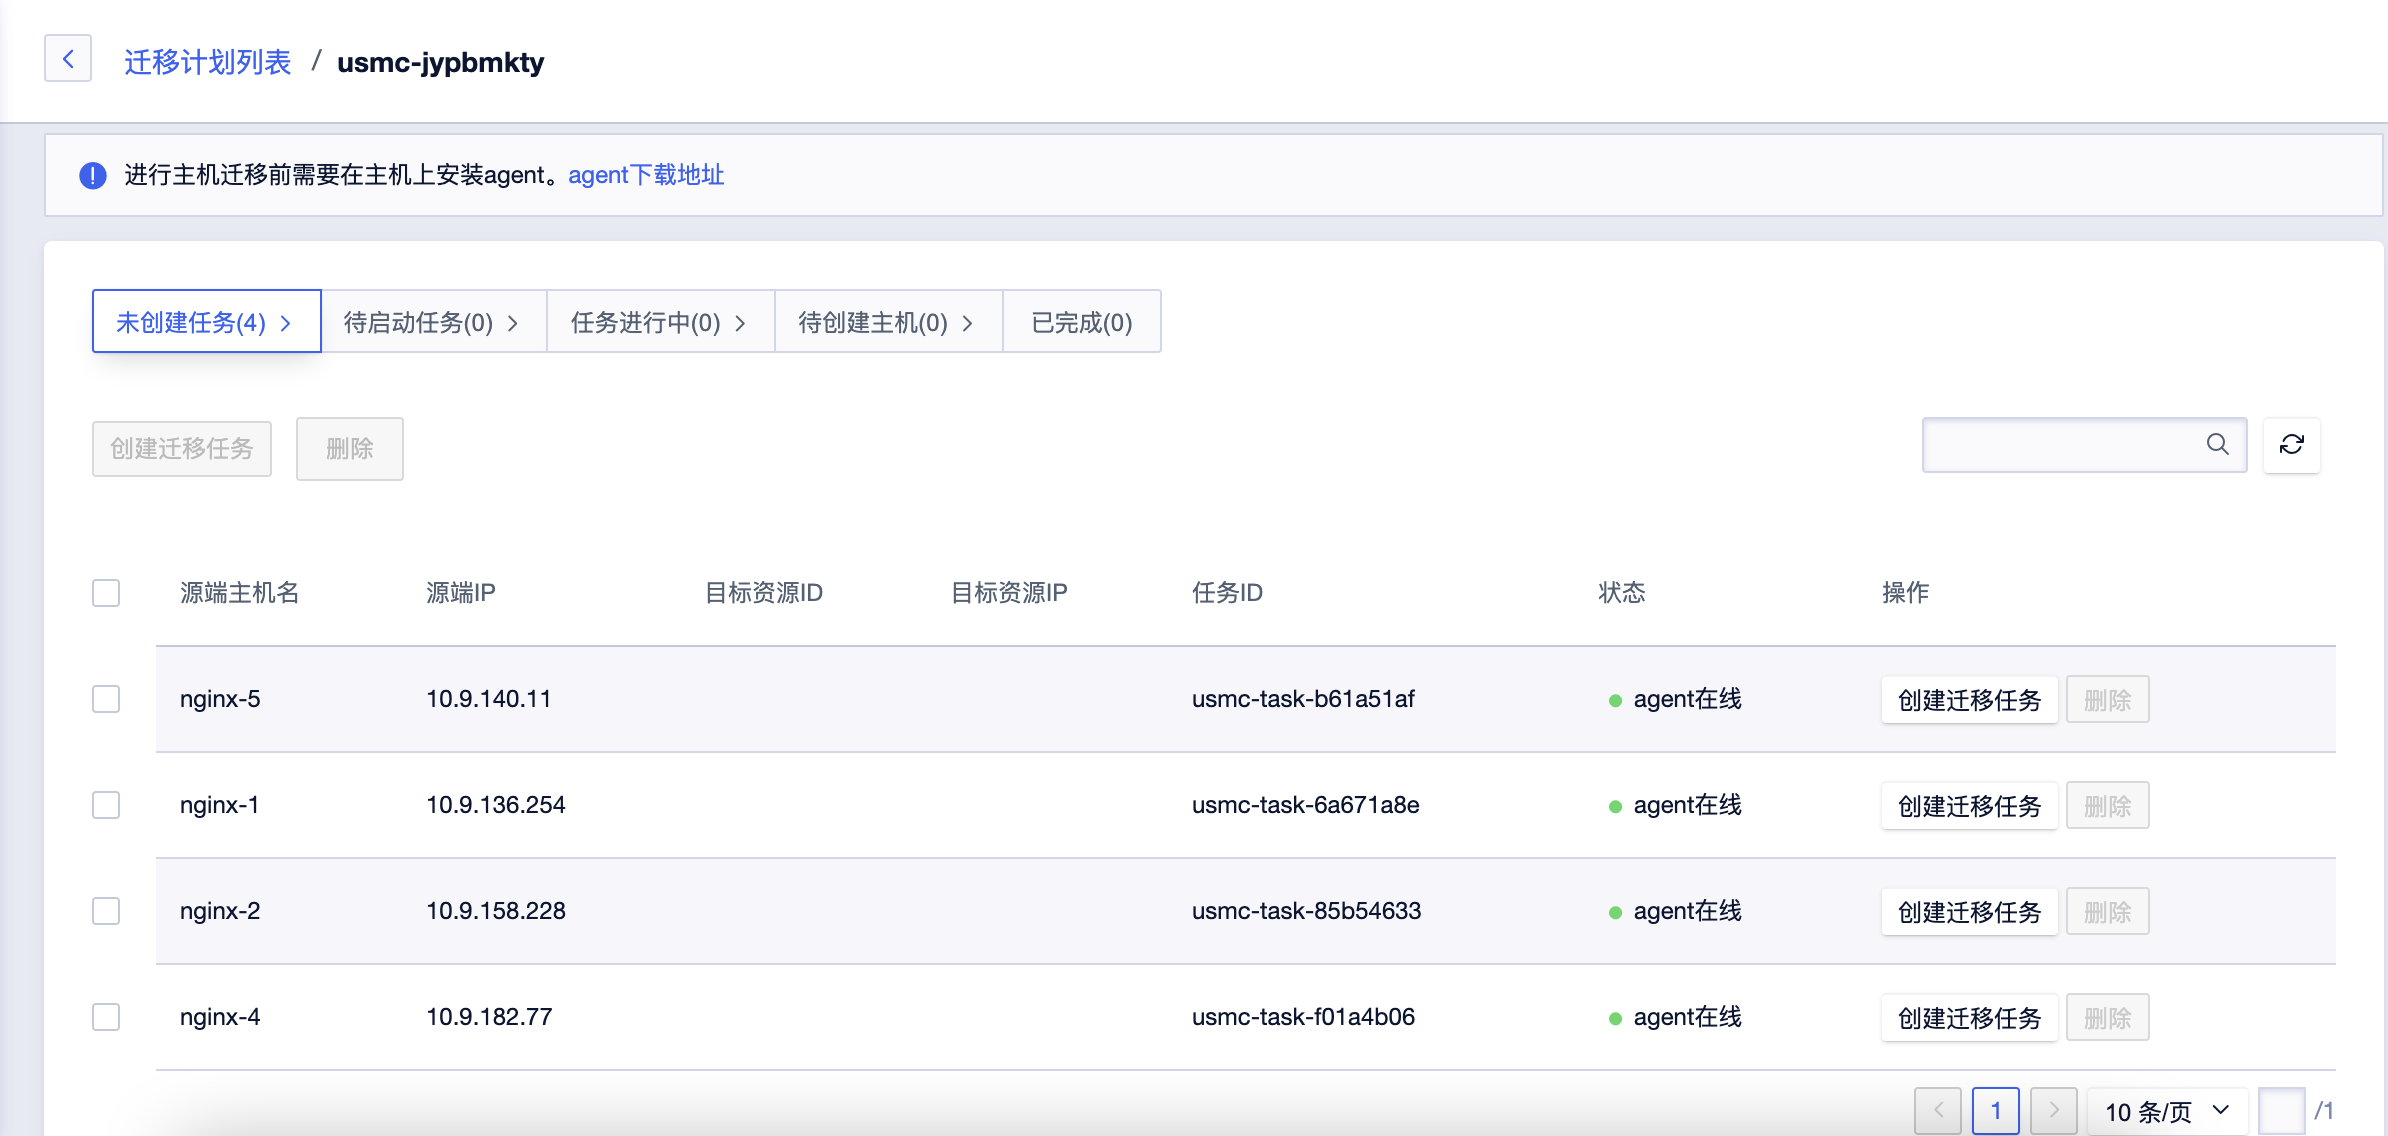 迁移计划列表 / usmc-jypbmkty
进行主机迁移前需要在主机上安装agent。agent下载地址
未创建任务(4) 待启动任务(0) 任务进行中(0) 待创建主机(0) 已完成(0)
创建迁移任务 删除
源端主机名 源端IP 目标资源ID 目标资源IP 任务ID 状态 操作
nginx-5 10.9.140.11 usmc-task-b61a51af agent在线 创建迁移任务 删除
nginx-1 10.9.136.254 usmc-task-6a671a8e agent在线 创建迁移任务 删除
nginx-2 10.9.158.228 usmc-task-85b54633 agent在线 创建迁移任务 删除
nginx-4 10.9.182.77 usmc-task-f01a4b06 agent在线 创建迁移任务 删除
1 10 条/页 /1